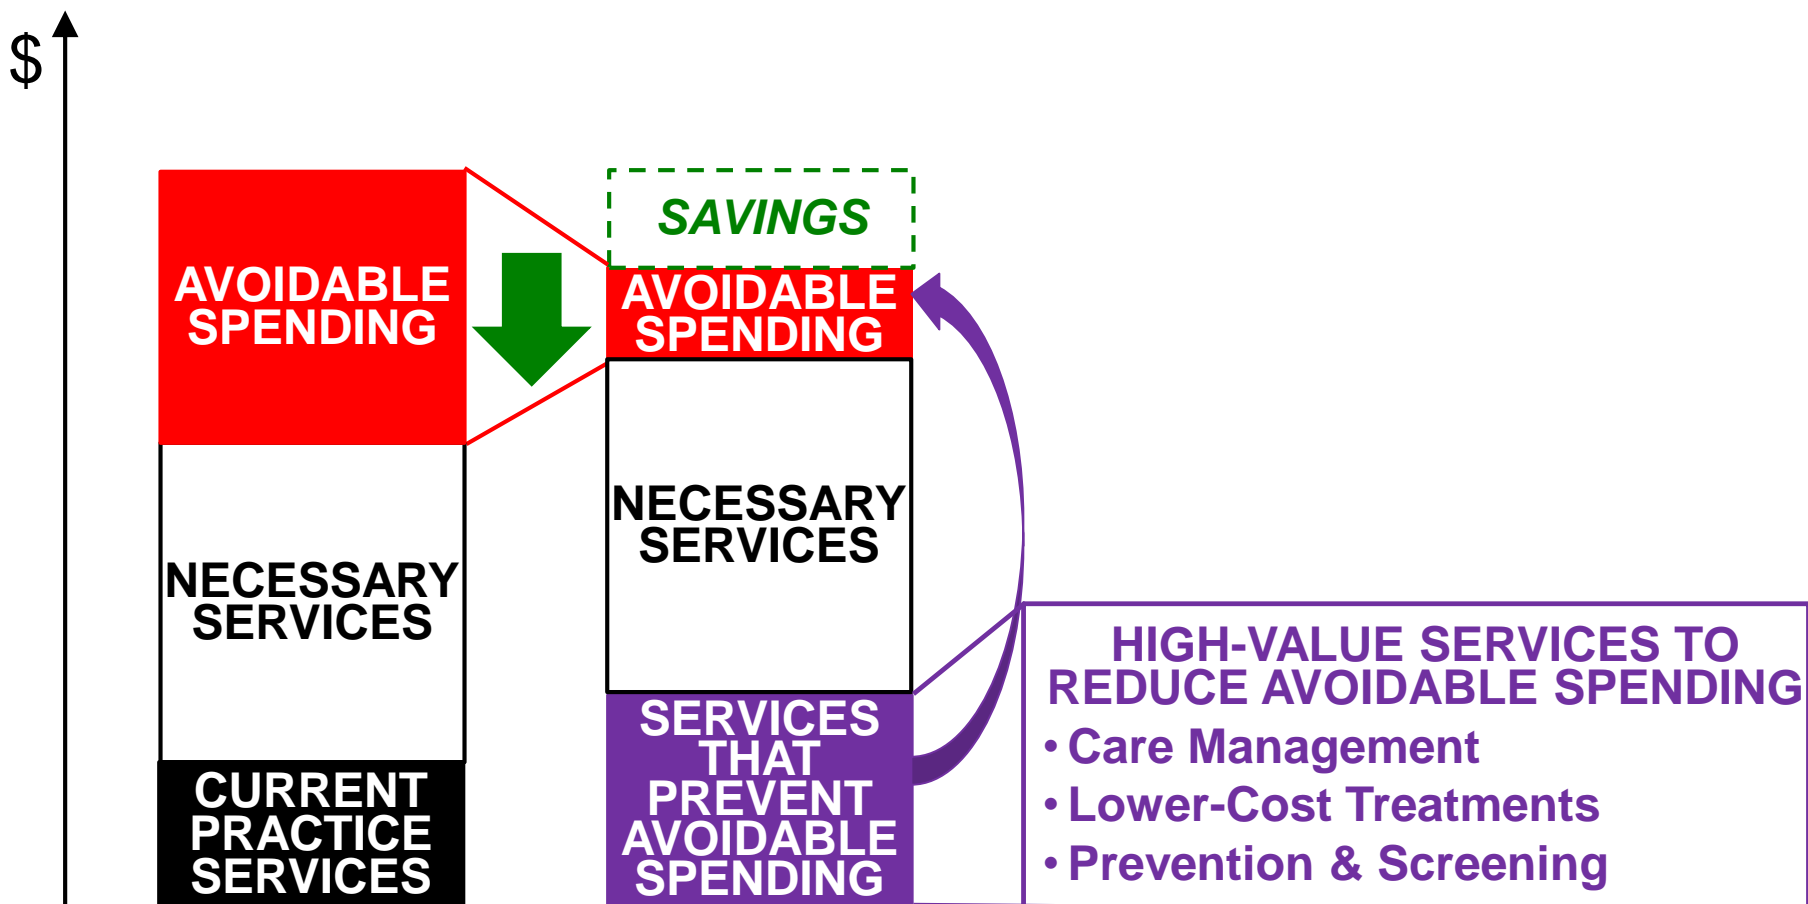 $
AVOIDABLE
SPENDING
NECESSARY
SERVICES
CURRENT
PRACTICE
SERVICES
SAVINGS
AVOIDABLE
SPENDING
NECESSARY
SERVICES
SERVICES
THAT
PREVENT
AVOIDABLE
SPENDING
HIGH-VALUE SERVICES TO
REDUCE AVOIDABLE SPENDING
• Care Management
• Lower-Cost Treatments
• Prevention & Screening